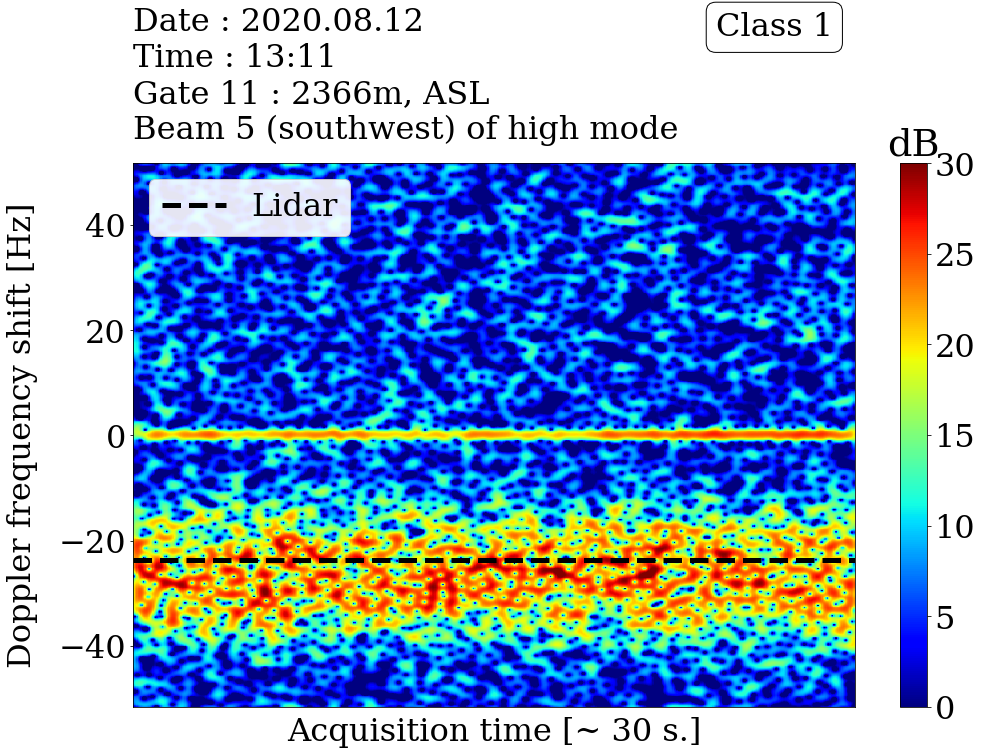 Date : 2020.08.12
Time : 13:11
Gate 11 : 2366m, ASL
Beam 5 (southwest) of high mode
Class 1
dB
Lidar
Doppler frequency shift [Hz]
40
20
0
−20
−40
Acquisition time [~ 30 s.]
30
25
20
15
10
5
0